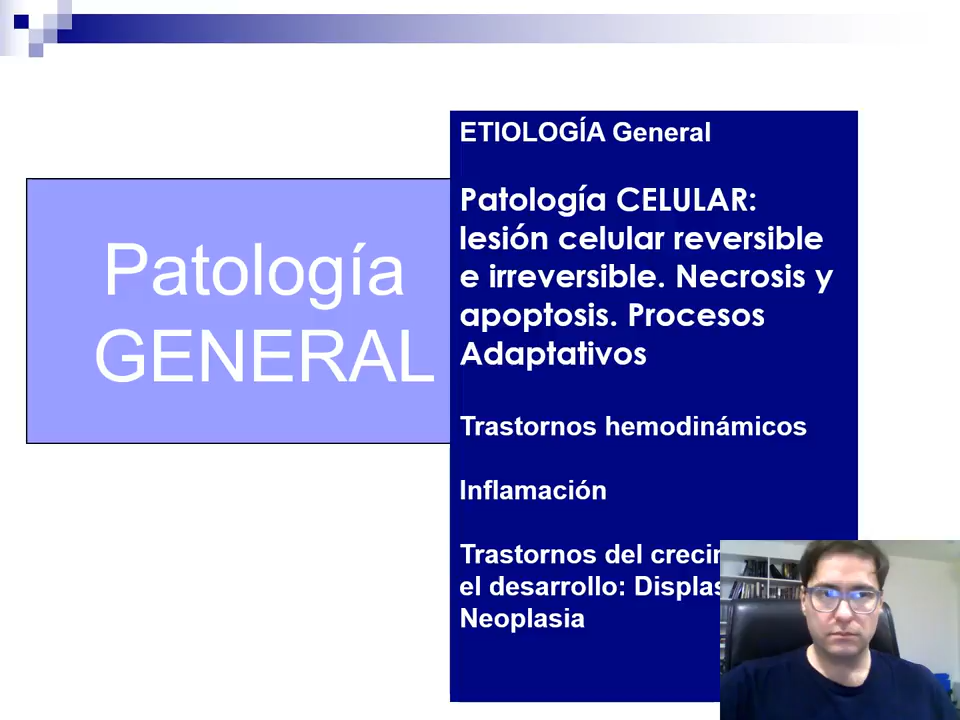 Patología
GENERAL
ETIOLOGÍA General
Patología CELULAR:
lesión celular reversible
e irreversible. Necrosis y
apoptosis. Procesos
Adaptativos
Trastornos hemodinámicos
Inflamación
Trastornos del
el desarrollo:
Neoplasia